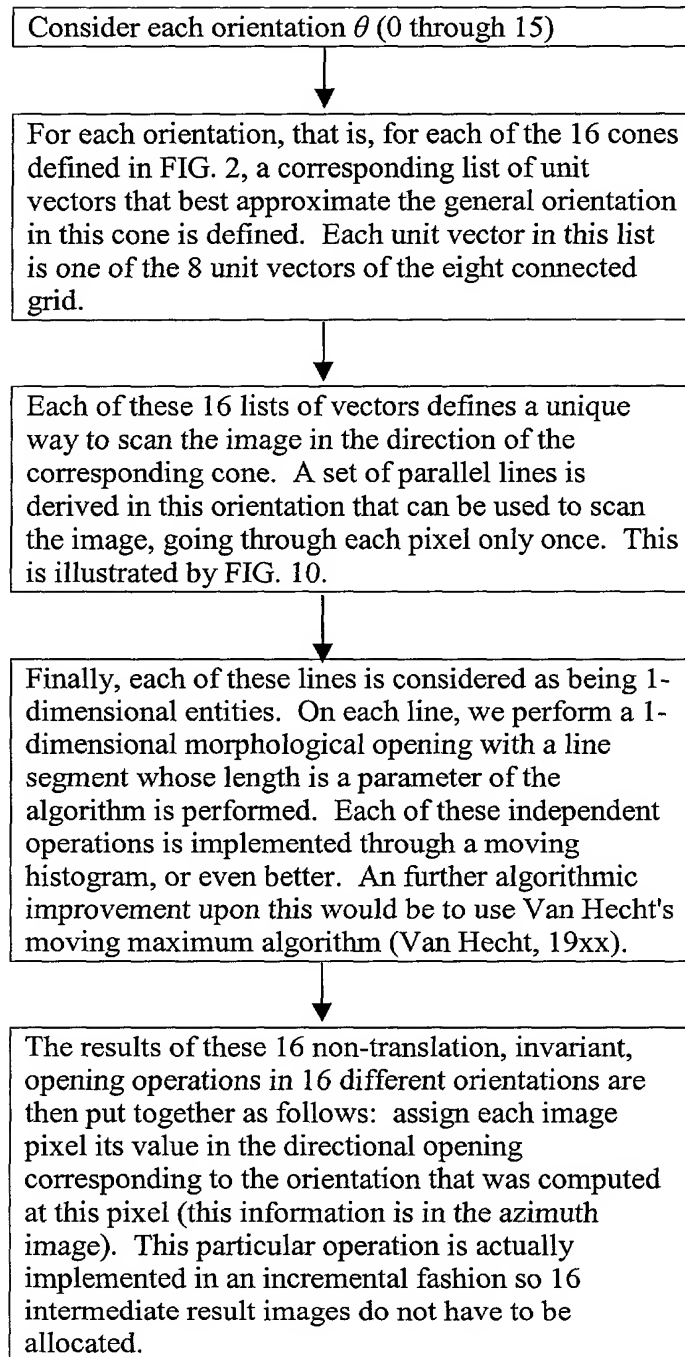 Consider each orientation θ (0 through 15)
For each orientation, that is, for each of the 16 cones
defined in FIG. 2, a corresponding list of unit
vectors that best approximate the general orientation
in this cone is defined.  Each unit vector in this list
is one of the 8 unit vectors of the eight connected
grid.
Each of these 16 lists of vectors defines a unique
way to scan the image in the direction of the
corresponding cone.  A set of parallel lines is
derived in this orientation that can be used to scan
the image, going through each pixel only once.  This
is illustrated by FIG. 10.
Finally, each of these lines is considered as being 1-
dimensional entities.  On each line, we perform a 1-
dimensional morphological opening with a line
segment whose length is a parameter of the
algorithm is performed.  Each of these independent
operations is implemented through a moving
histogram, or even better.  An further algorithmic
improvement upon this would be to use Van Hecht's
moving maximum algorithm (Van Hecht, 19xx).
The results of these 16 non-translation, invariant,
opening operations in 16 different orientations are
then put together as follows:  assign each image
pixel its value in the directional opening
corresponding to the orientation that was computed
at this pixel (this information is in the azimuth
image).  This particular operation is actually
implemented in an incremental fashion so 16
intermediate result images do not have to be
allocated.